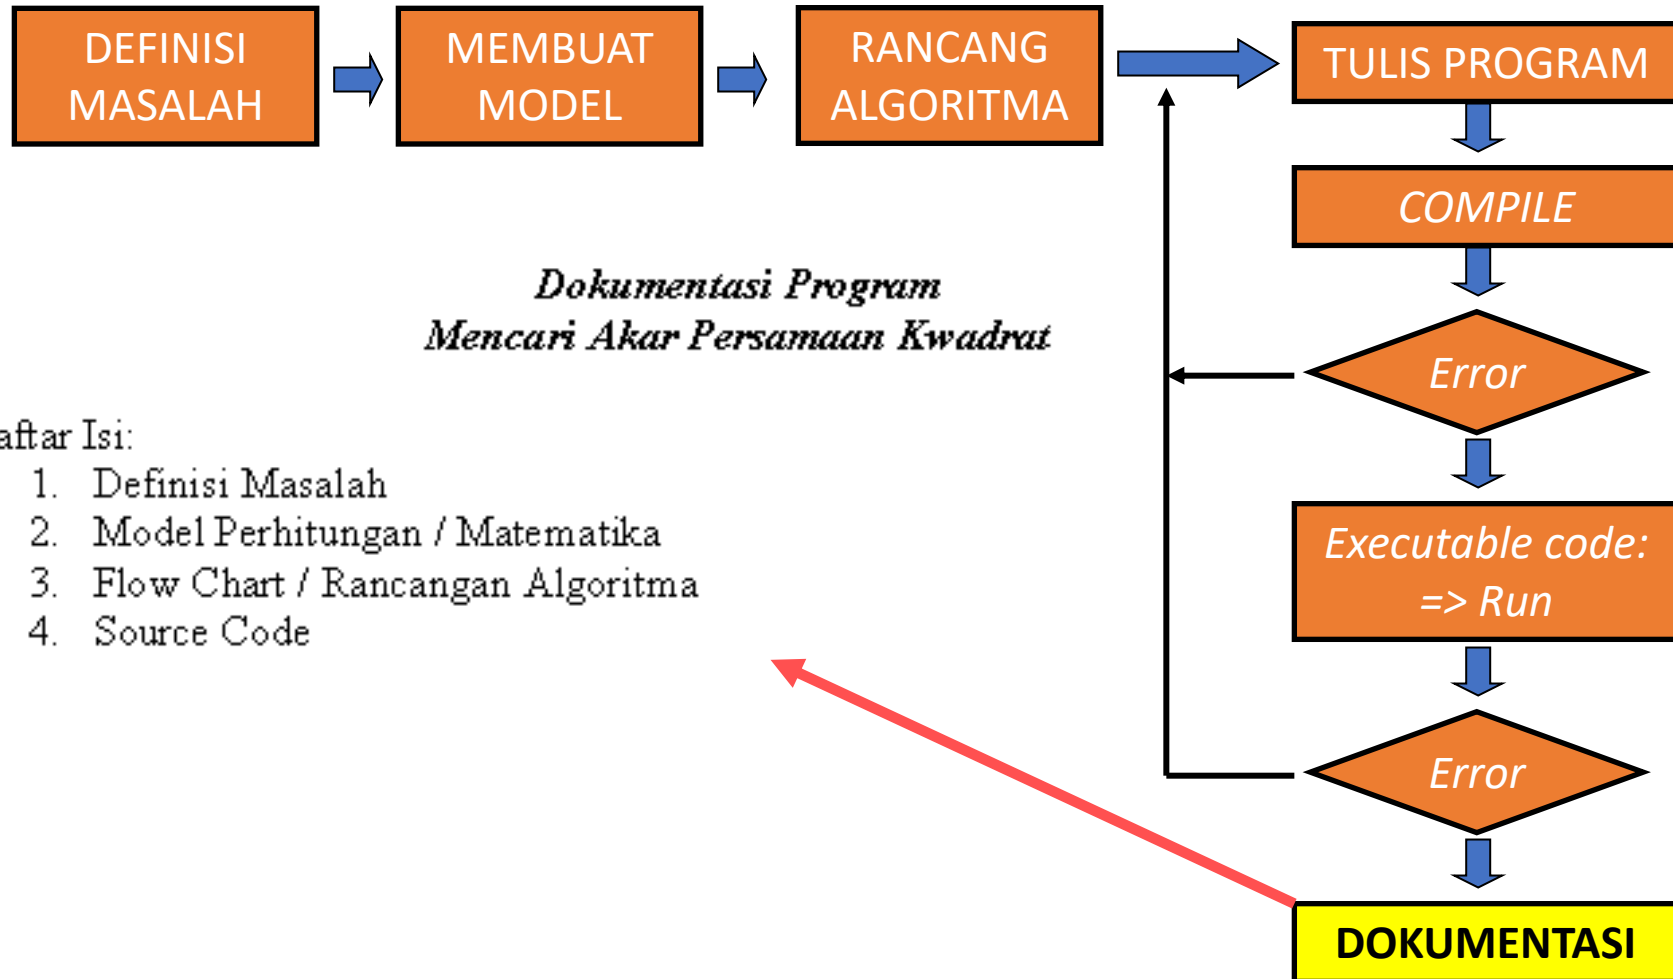 DEFINISI
MASALAH
MEMBUAT
MODEL
RANCANG
ALGORITMA
TULIS PROGRAM
COMPILE
Error
Executable code:
=> Run
Error
DOKUMENTASI
Dokumentasi Program
Mencari Akar Persamaan Kwadrat
aftar Isi:
1. Definisi Masalah
2. Model Perhitungan / Matematika
3. Flow Chart / Rancangan Algoritma
4. Source Code